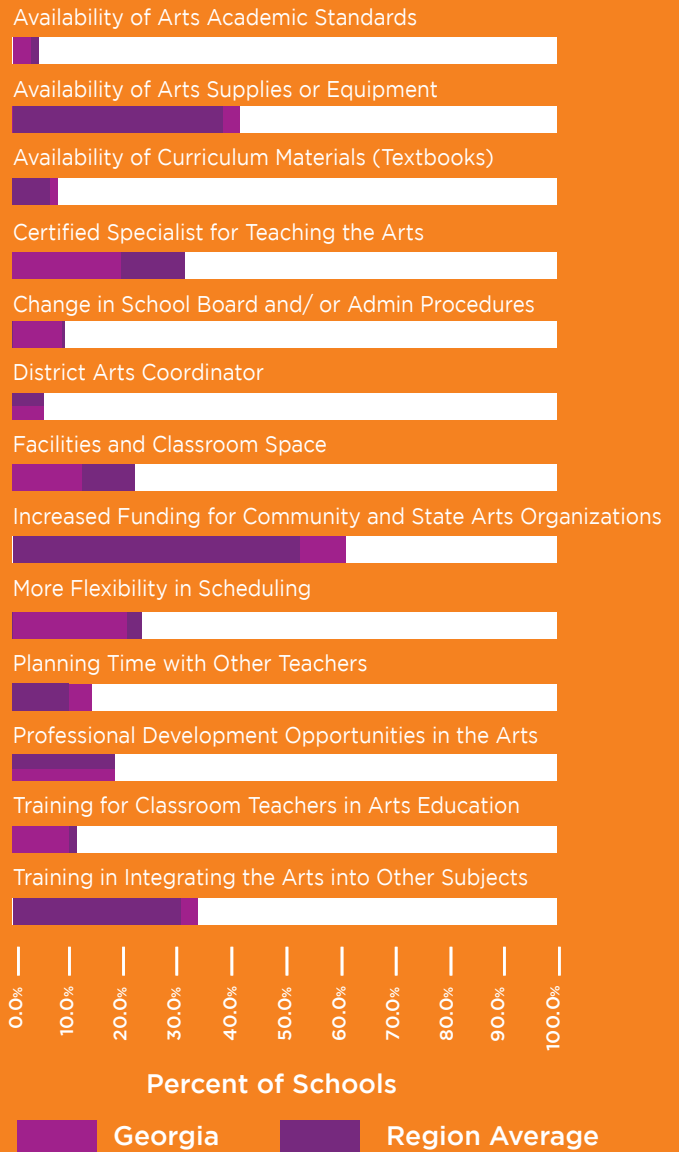 Availability of Arts Academic Standards
Availability of Arts Supplies or Equipment
Availability of Curriculum Materials (Textbooks)
Certified Specialist for Teaching the Arts
Change in School Board and/ or Admin Procedures
District Arts Coordinator
Facilities and Classroom Space
Increased Funding for Community and State Arts Organizations
More Flexibility in Scheduling
Planning Time with Other Teachers
Professional Development Opportunities in the Arts
Training for Classroom Teachers in Arts Education
Training in Integrating the Arts into Other Subjects
0.0% 10.0% 20.0% 30.0% 40.0% 50.0% 60.0% 70.0% 80.0% 90.0% 100.0%
Percent of Schools
Georgia Region Average